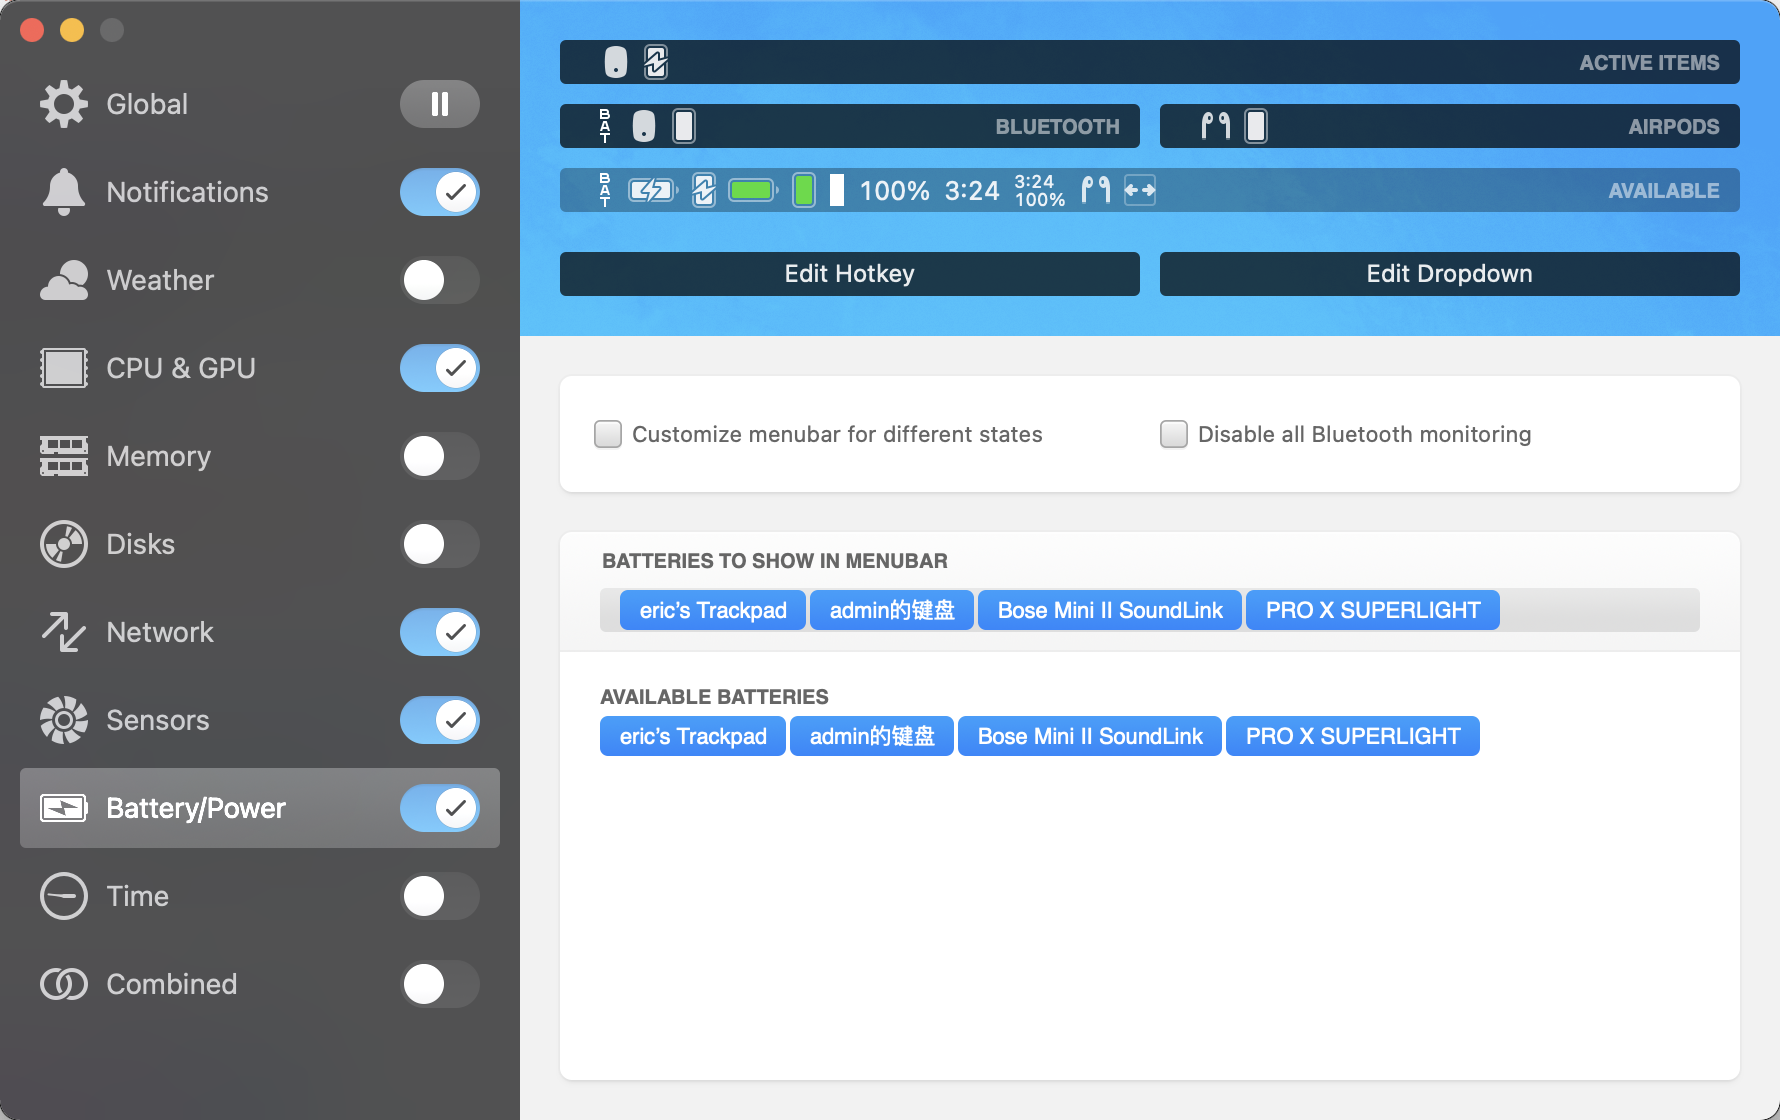 Global
Notifications
Weather
CPU & GPU
Memory
Disks
Network
Sensors
Battery/Power
Time
Combined
ACTIVE ITEMS
BAT
BLUETOOTH
AIRPODS
BAT
100%
3:24
3:24
100%
AVAILABLE
Edit Hotkey
Edit Dropdown
Customize menubar for different states
Disable all Bluetooth monitoring
BATTERIES TO SHOW IN MENUBAR
eric’s Trackpad
admin的键盘
Bose Mini II SoundLink
PRO X SUPERLIGHT
AVAILABLE BATTERIES
eric’s Trackpad
admin的键盘
Bose Mini II SoundLink
PRO X SUPERLIGHT